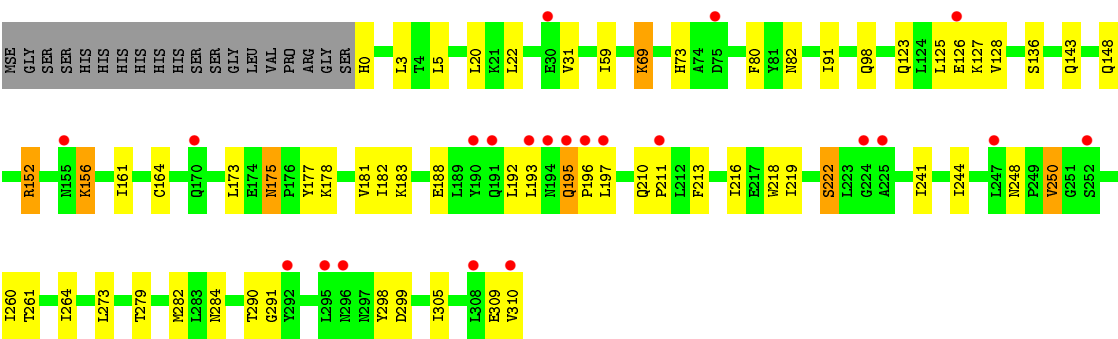 MSE GLY SER SER HIS HIS HIS HIS HIS HIS SER SER GLY LEU VAL PRO ARG GLY SER H0 L3 T4 L5 L20 K21 L22 E30 V31 I59 K69 H73 A74 D75 F80 Y81 N82 I91 Q98 Q123 L124 L125 E126 K127 V128 S136 Q143 Q148
R152 N155 K156 I161 C164 Q170 L173 E174 N175 P176 Y177 K178 V181 I182 K183 E188 L189 Y190 Q191 L192 L193 N194 Q195 P196 L197 Q210 P211 L212 F213 I216 E217 W218 I219 S222 L223 G224 A225 I241 I244 L247 N248 P249 V250 G251 S252
I260 T261 I264 L273 T279 M282 L283 N284 T290 G291 Y292 L295 N296 N297 Y298 D299 I305 L308 E309 V310